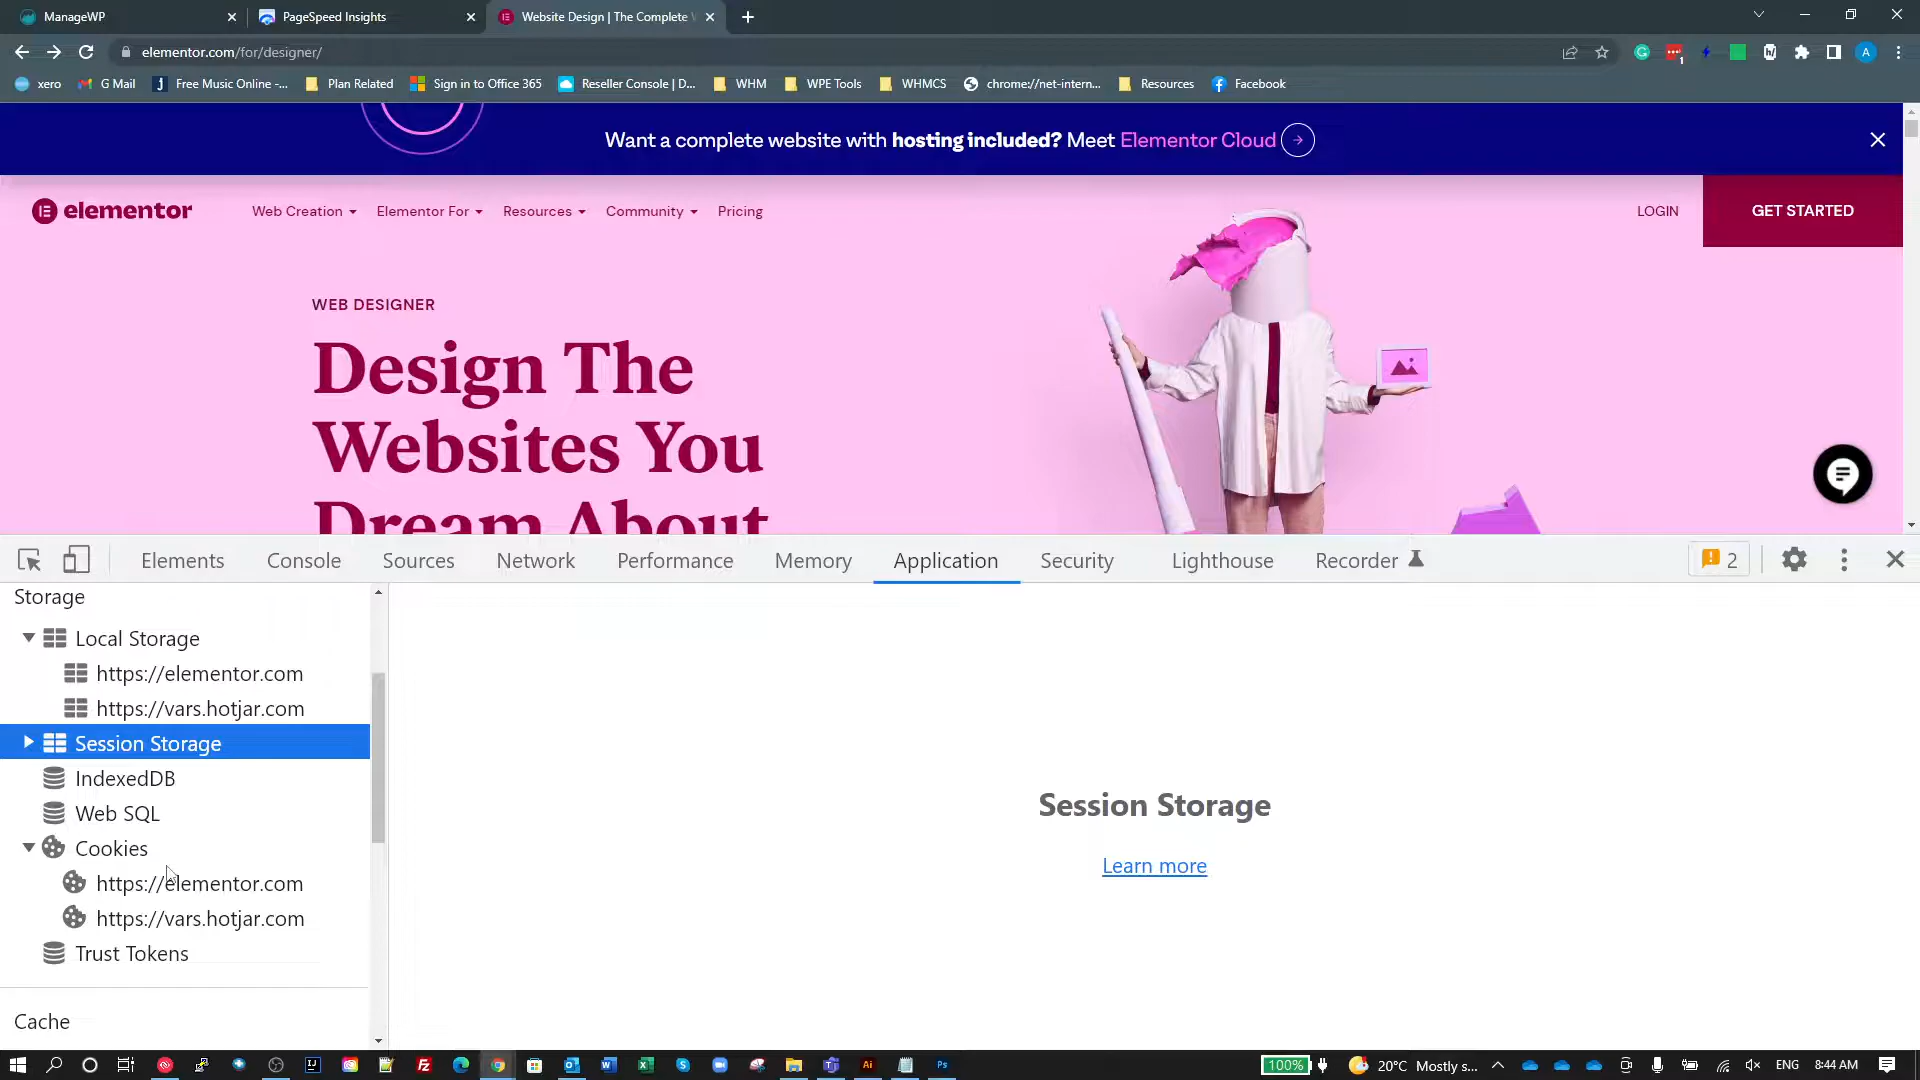 ManageWP
PageSpeed Insights
Website Design | The Complete W
elementor.com/for/designer/
1
A
xero
G Mail
Free Music Online -...
Plan Related
Sign in to Office 365
Reseller Console | D...
WHM
WPE Tools
WHMCS
chrome://net-intern...
Resources
Facebook
Want a complete website with hosting included? Meet Elementor Cloud
elementor
Web Creation
Elementor For
Resources
Community
Pricing
LOGIN
GET STARTED
WEB DESIGNER
Design The
Websites You
Dream About
Elements
Console
Sources
Network
Performance
Memory
Application
Security
Lighthouse
Recorder
2
Storage
Local Storage
https://elementor.com
https://vars.hotjar.com
Session Storage
IndexedDB
Web SQL
Cookies
https://elementor.com
https://vars.hotjar.com
Trust Tokens
Cache
Session Storage
Learn more
100%
20°C Mostly s...
ENG
8:44 AM